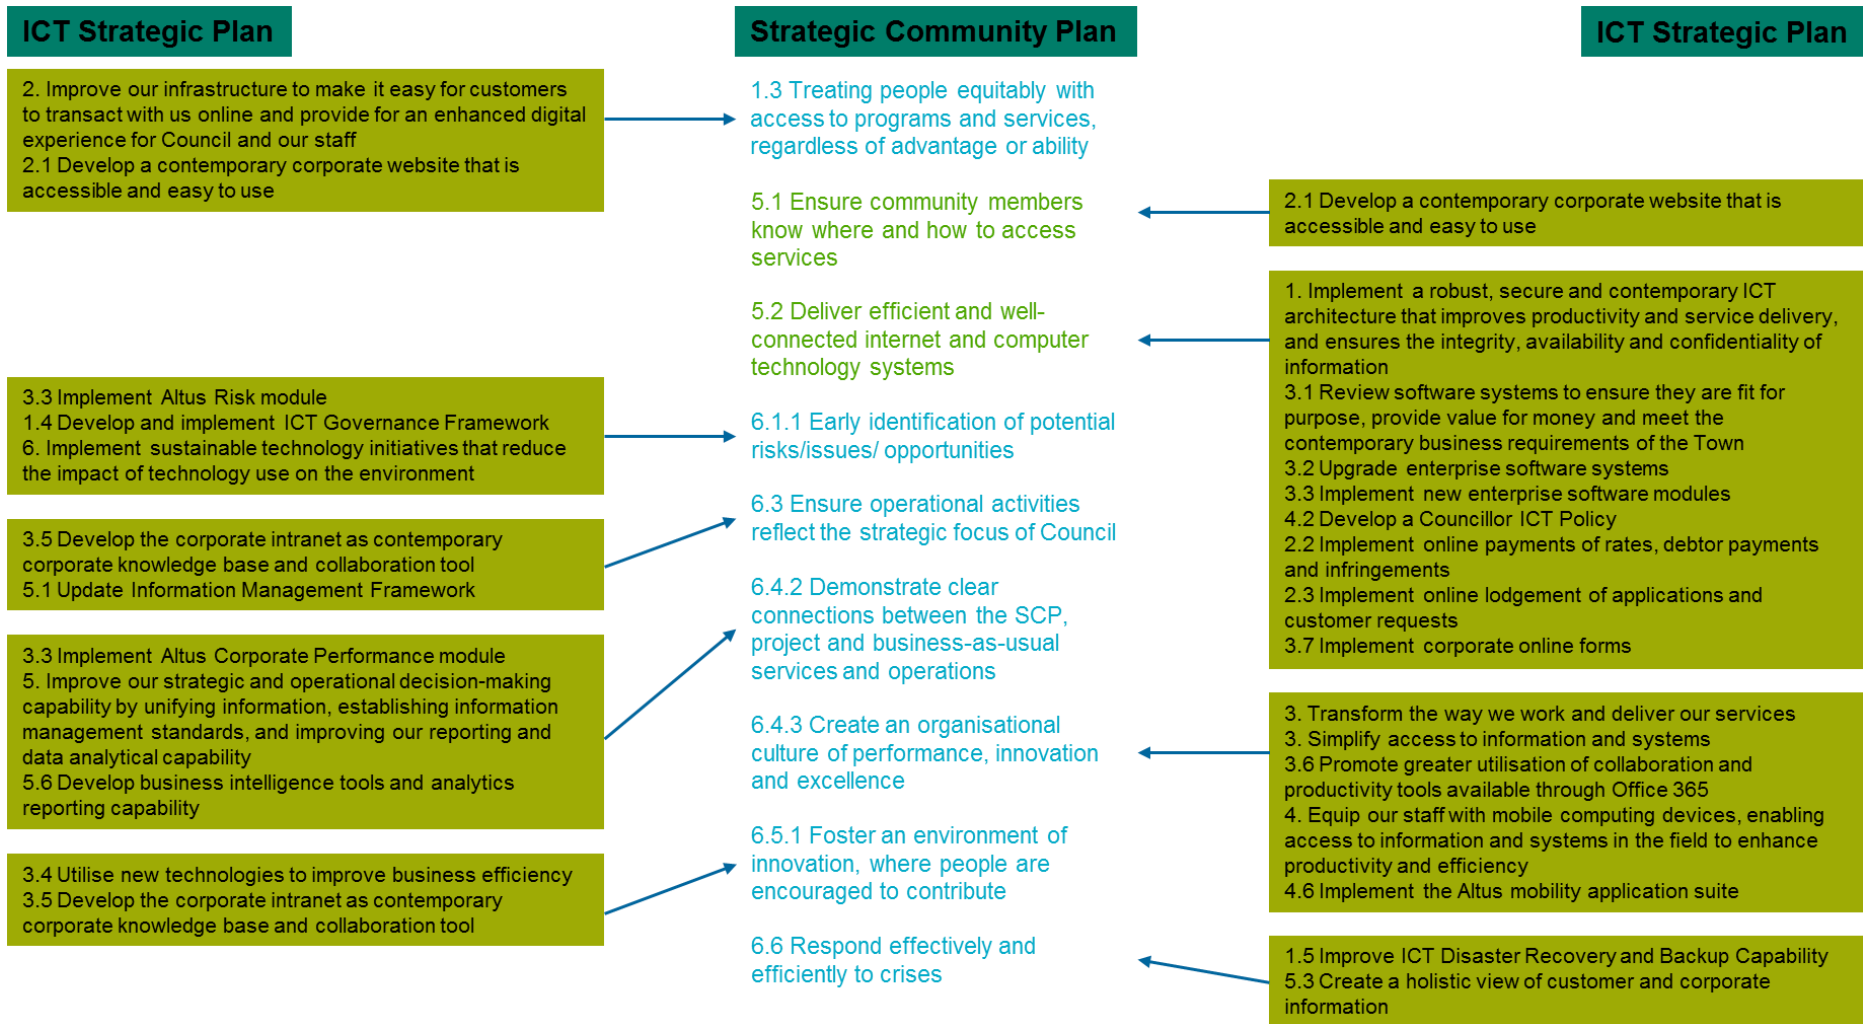 ICT Strategic Plan
2. Improve our infrastructure to make it easy for customers
to transact with us online and provide for an enhanced digital
experience for Council and our staff
2.1 Develop a contemporary corporate website that is
accessible and easy to use
3.3 Implement Altus Risk module
1.4 Develop and implement ICT Governance Framework
6. Implement sustainable technology initiatives that reduce
the impact of technology use on the environment
3.5 Develop the corporate intranet as contemporary
corporate knowledge base and collaboration tool
5.1 Update Information Management Framework
3.3 Implement Altus Corporate Performance module
5. Improve our strategic and operational decision-making
capability by unifying information, establishing information
management standards, and improving our reporting and
data analytical capability
5.6 Develop business intelligence tools and analytics
reporting capability
3.4 Utilise new technologies to improve business efficiency
3.5 Develop the corporate intranet as contemporary
corporate knowledge base and collaboration tool
Strategic Community Plan
1.3 Treating people equitably with
access to programs and services,
regardless of advantage or ability
5.1 Ensure community members
know where and how to access
services
5.2 Deliver efficient and well-
connected internet and computer
technology systems
6.1.1 Early identification of potential
risks/issues/ opportunities
6.3 Ensure operational activities
reflect the strategic focus of Council
6.4.2 Demonstrate clear
connections between the SCP,
project and business-as-usual
services and operations
6.4.3 Create an organisational
culture of performance, innovation
and excellence
6.5.1 Foster an environment of
innovation, where people are
encouraged to contribute
6.6 Respond effectively and
efficiently to crises
ICT Strategic Plan
2.1 Develop a contemporary corporate website that is
accessible and easy to use
1. Implement a robust, secure and contemporary ICT
architecture that improves productivity and service delivery,
and ensures the integrity, availability and confidentiality of
information
3.1 Review software systems to ensure they are fit for
purpose, provide value for money and meet the
contemporary business requirements of the Town
3.2 Upgrade enterprise software systems
3.3 Implement new enterprise software modules
4.2 Develop a Councillor ICT Policy
2.2 Implement online payments of rates, debtor payments
and infringements
2.3 Implement online lodgement of applications and
customer requests
3.7 Implement corporate online forms
3. Transform the way we work and deliver our services
3. Simplify access to information and systems
3.6 Promote greater utilisation of collaboration and
productivity tools available through Office 365
4. Equip our staff with mobile computing devices, enabling
access to information and systems in the field to enhance
productivity and efficiency
4.6 Implement the Altus mobility application suite
1.5 Improve ICT Disaster Recovery and Backup Capability
5.3 Create a holistic view of customer and corporate
information